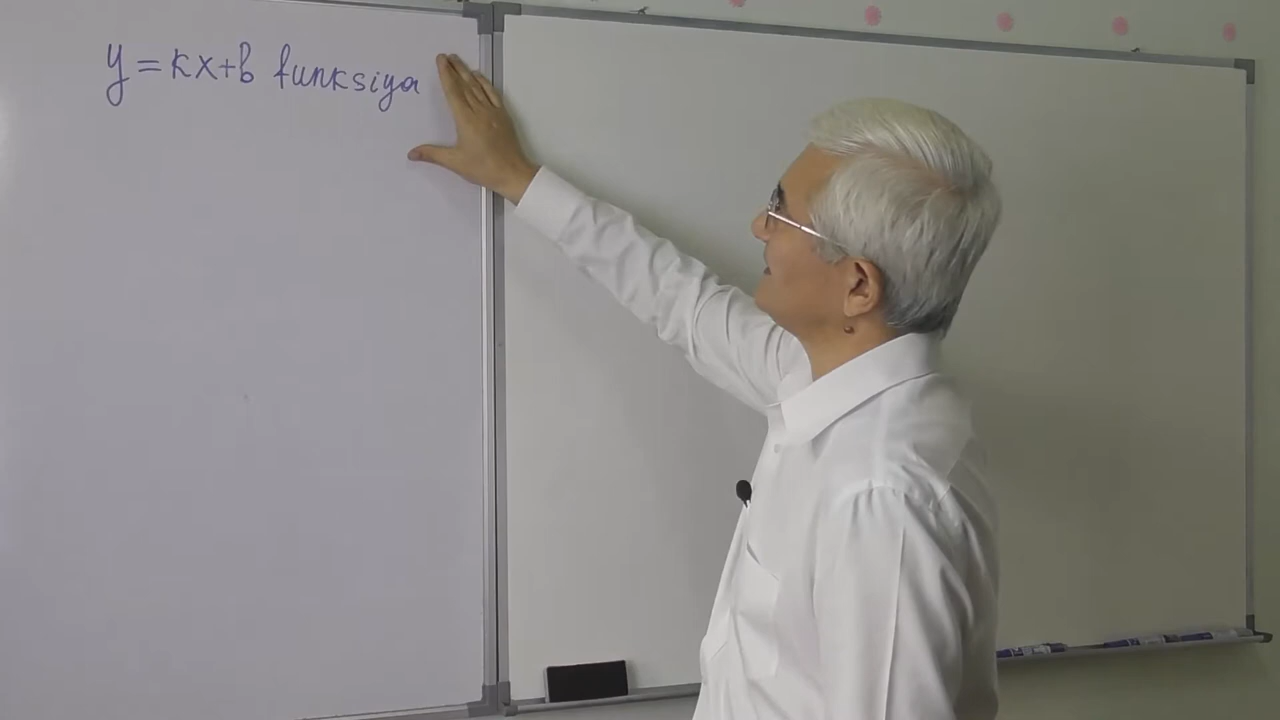 y = kx + b funksiya